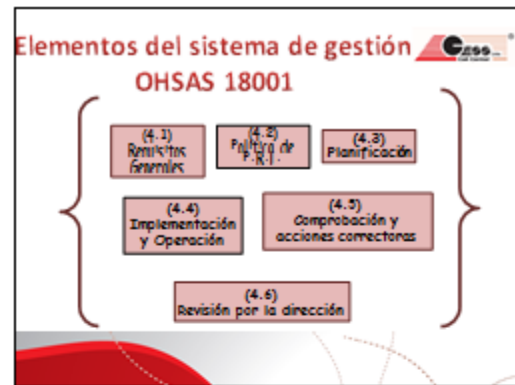 Elementos del sistema de gestión
OHSAS 18001
(4.1)
Requisitos
Generales
(4.2)
Política de
P.R.L.
(4.3)
Planificación
(4.4)
Implementación
y Operación
(4.5)
Comprobación y
acciones correctoras
(4.6)
Revisión por la dirección